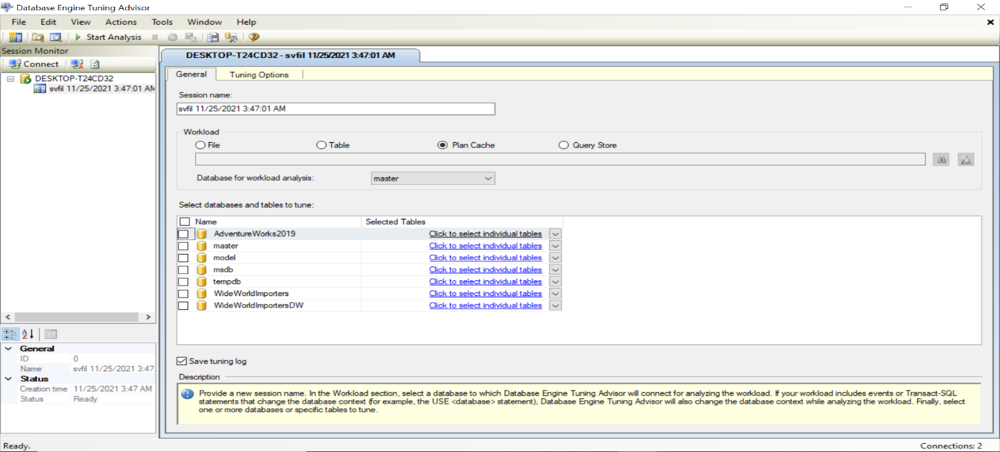 Database Engine Tuning Advisor
File Edit View Actions Tools Window Help
Start Analysis
Session Monitor
Connect
DESKTOP-T24CD32
svfil 11/25/2021 3:47:01 AM
DESKTOP-T24CD32 - svfil 11/25/2021 3:47:01 AM
General Tuning Options
Session name:
svfil 11/25/2021 3:47:01 AM
Workload
File Table Plan Cache Query Store
Database for workload analysis: master
Select databases and tables to tune:
Name Selected Tables
AdventureWorks2019 Click to select individual tables
master Click to select individual tables
model Click to select individual tables
msdb Click to select individual tables
tempdb Click to select individual tables
WideWorldImporters Click to select individual tables
WideWorldImportersDW Click to select individual tables
Save tuning log
Description
Provide a new session name. In the Workload section, select a database to which Database Engine Tuning Advisor will connect for analyzing the workload. If your workload includes events or Transact-SQL
statements that change the database context (for example, the USE <database> statement), Database Engine Tuning Advisor will also change the database context while analyzing the workload. Finally, select
one or more databases or specific tables to tune.
General
ID 0
Name svfil 11/25/2021 3:47:
Status
Creation time 11/25/2021 3:47 AM
Status Ready
Ready.
Connections: 2